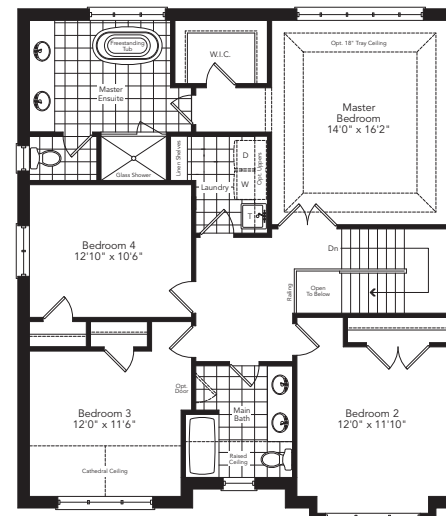 Freestanding
Tub
W.I.C.
Opt. 18" Tray Ceiling
Master
Ensuite
Master
Bedroom
14'0" x 16'2"
Glass Shower
Linen Shelves
D
W
Opt. Uppers
Laundry
T
Bedroom 4
12'10" x 10'6"
Dn
Railing
Open
To Below
Opt.
Door
Main
Bath
Raised
Ceiling
Bedroom 3
12'0" x 11'6"
Cathedral Ceiling
Bedroom 2
12'0" x 11'10"